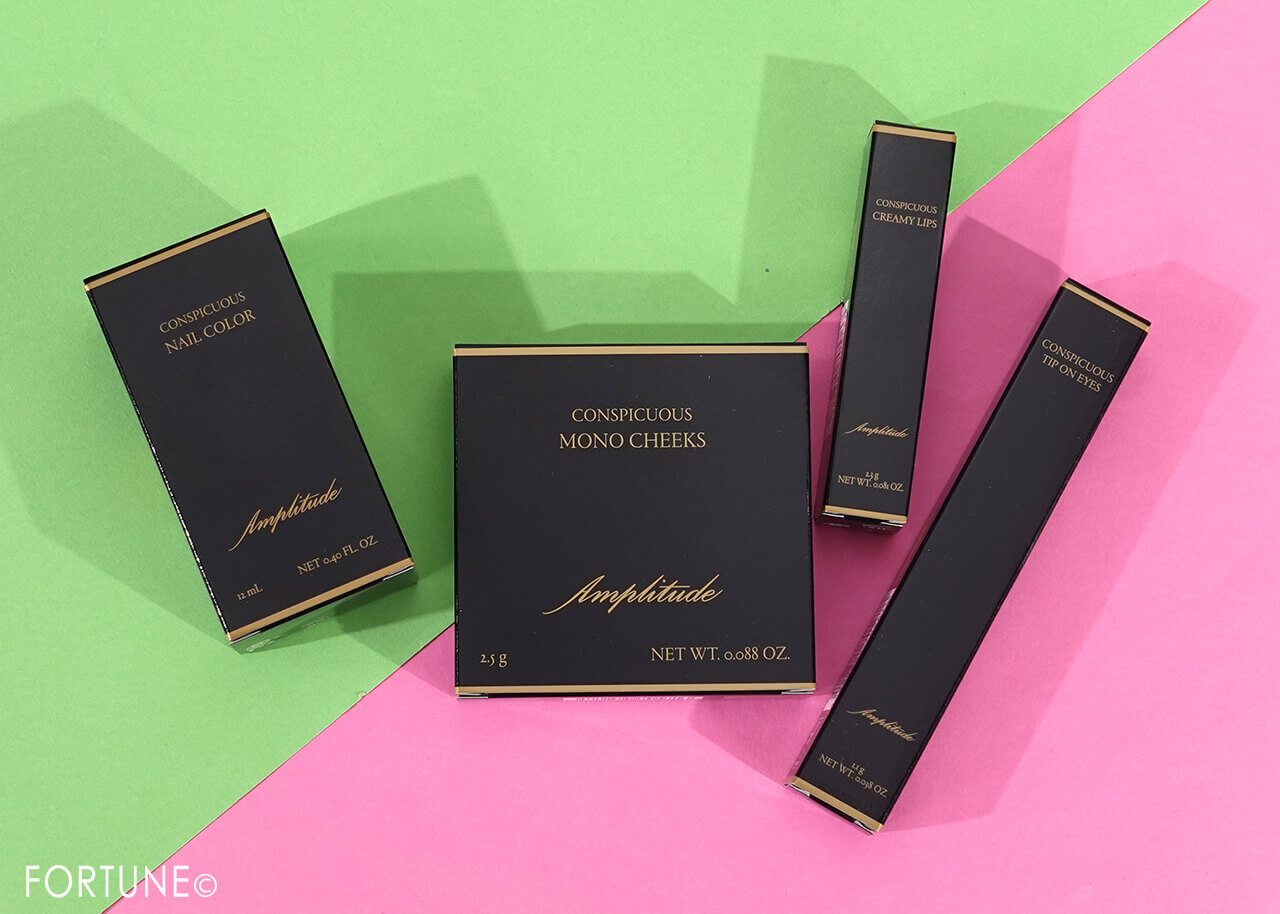 CONSPICUOUS
NAIL COLOR
Amplitude
12 mL
NET 0.40 FL. OZ.
CONSPICUOUS
MONO CHEEKS
Amplitude
2.5 g
NET WT. 0.088 OZ.
CONSPICUOUS
CREAMY LIPS
Amplitude
2.3 g
NET WT. 0.081 OZ.
CONSPICUOUS
TIP ON EYES
Amplitude
1.1 g
NET WT. 0.038 OZ.
FORTUNE©